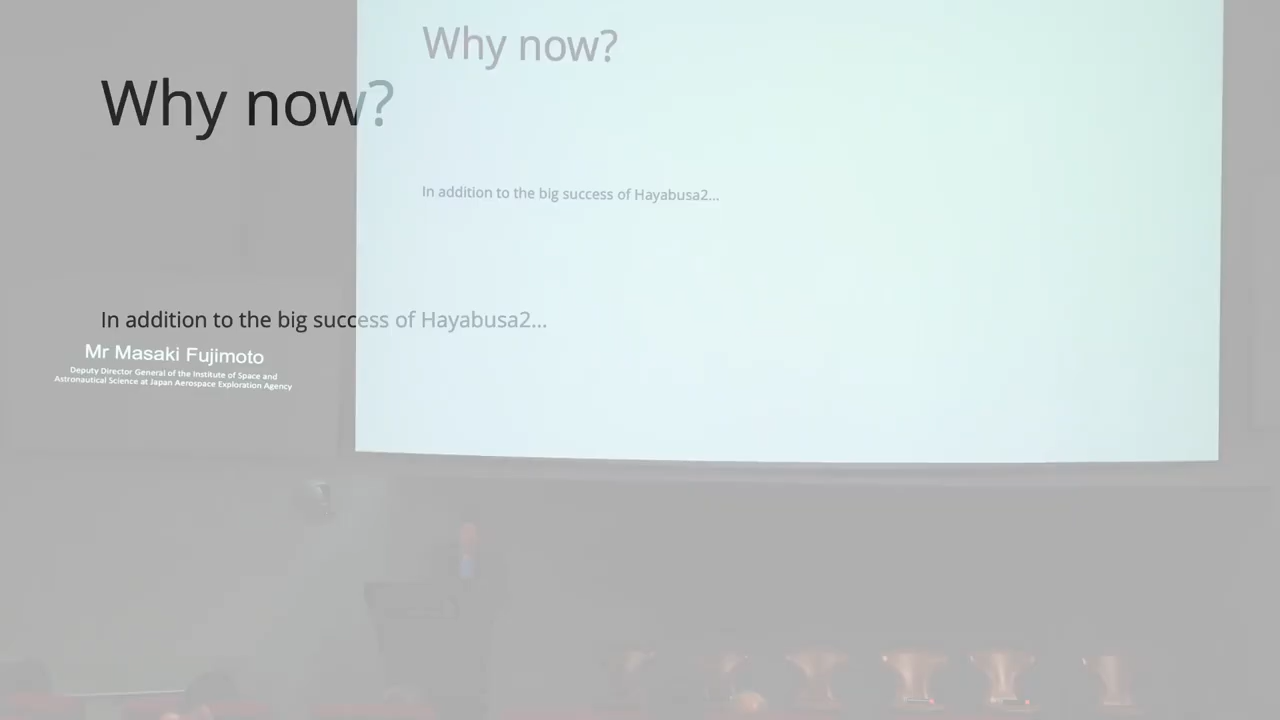 Why now?
In addition to the big success of Hayabusa2...
Why now?
In addition to the big success of Hayabusa2...
Mr Masaki Fujimoto
Deputy Director General of the Institute of Space and
Astronautical Science at Japan Aerospace Exploration Agency